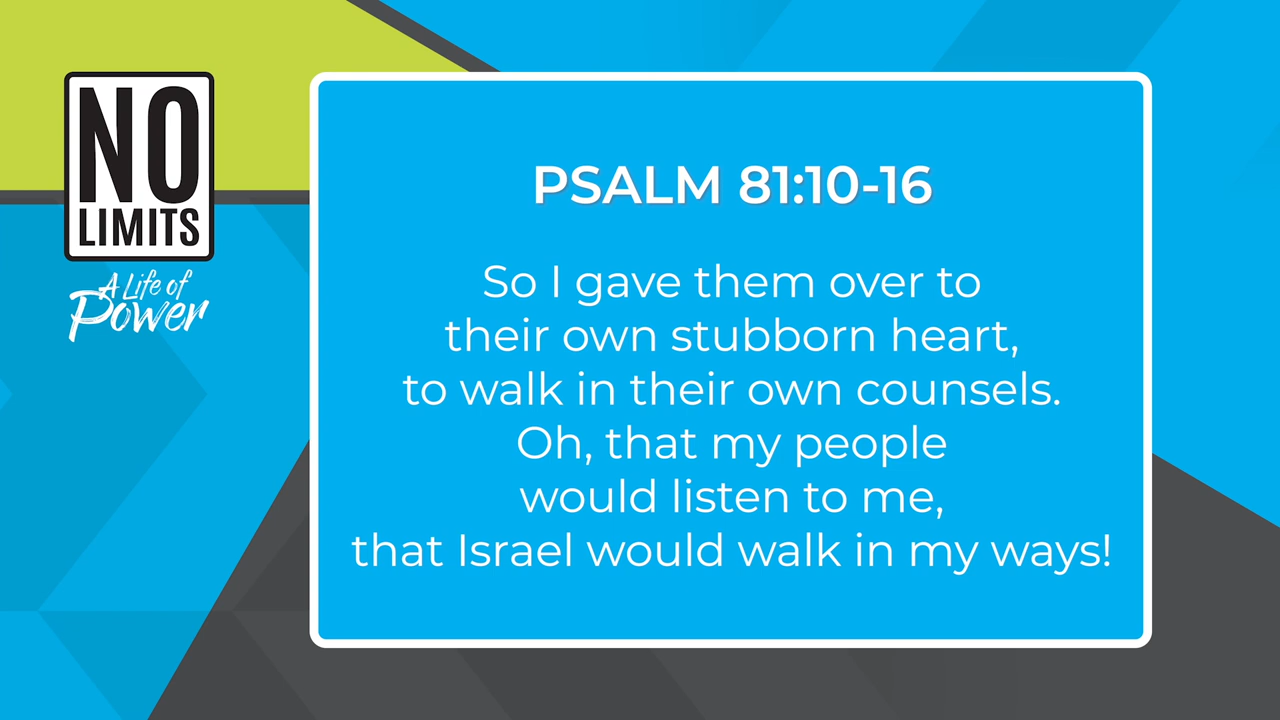 NO
LIMITS
A Life of
Power
PSALM 81:10-16
So I gave them over to
their own stubborn heart,
to walk in their own counsels.
Oh, that my people
would listen to me,
that Israel would walk in my ways!